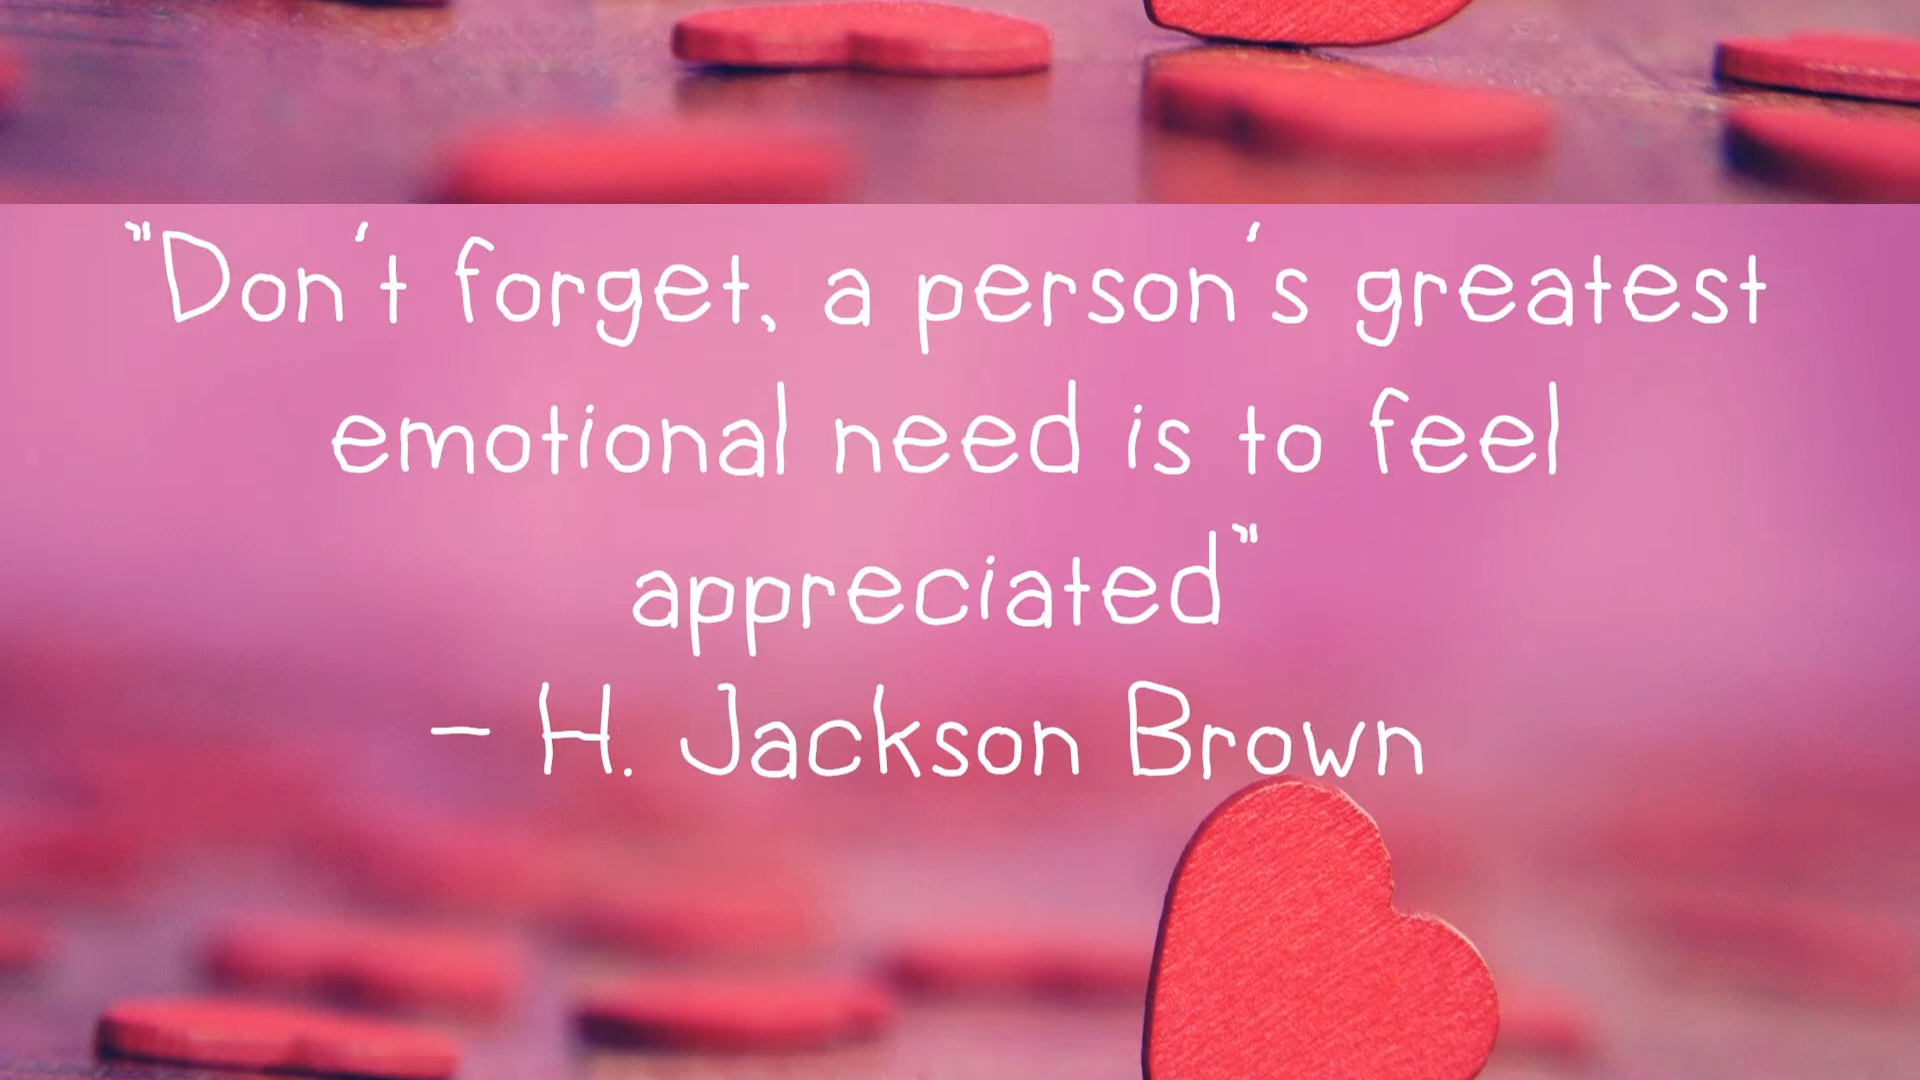 "Don't forget, a person's greatest
emotional need is to feel
appreciated"
- H. Jackson Brown